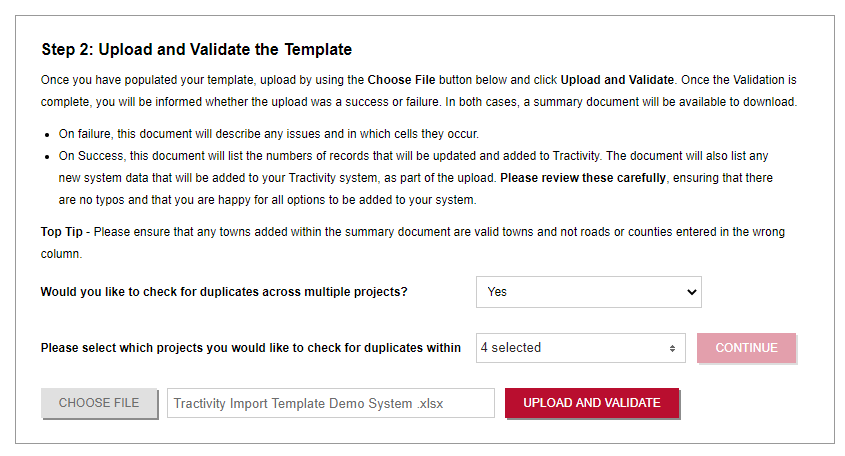 Step 2: Upload and Validate the Template
Once you have populated your template, upload by using the Choose File button below and click Upload and Validate. Once the Validation is
complete, you will be informed whether the upload was a success or failure. In both cases, a summary document will be available to download.
• On failure, this document will describe any issues and in which cells they occur.
• On Success, this document will list the numbers of records that will be updated and added to Tractivity. The document will also list any
new system data that will be added to your Tractivity system, as part of the upload. Please review these carefully, ensuring that there
are no typos and that you are happy for all options to be added to your system.
Top Tip - Please ensure that any towns added within the summary document are valid towns and not roads or counties entered in the wrong
column.
Would you like to check for duplicates across multiple projects? Yes
Please select which projects you would like to check for duplicates within 4 selected CONTINUE
CHOOSE FILE Tractivity Import Template Demo System .xlsx UPLOAD AND VALIDATE